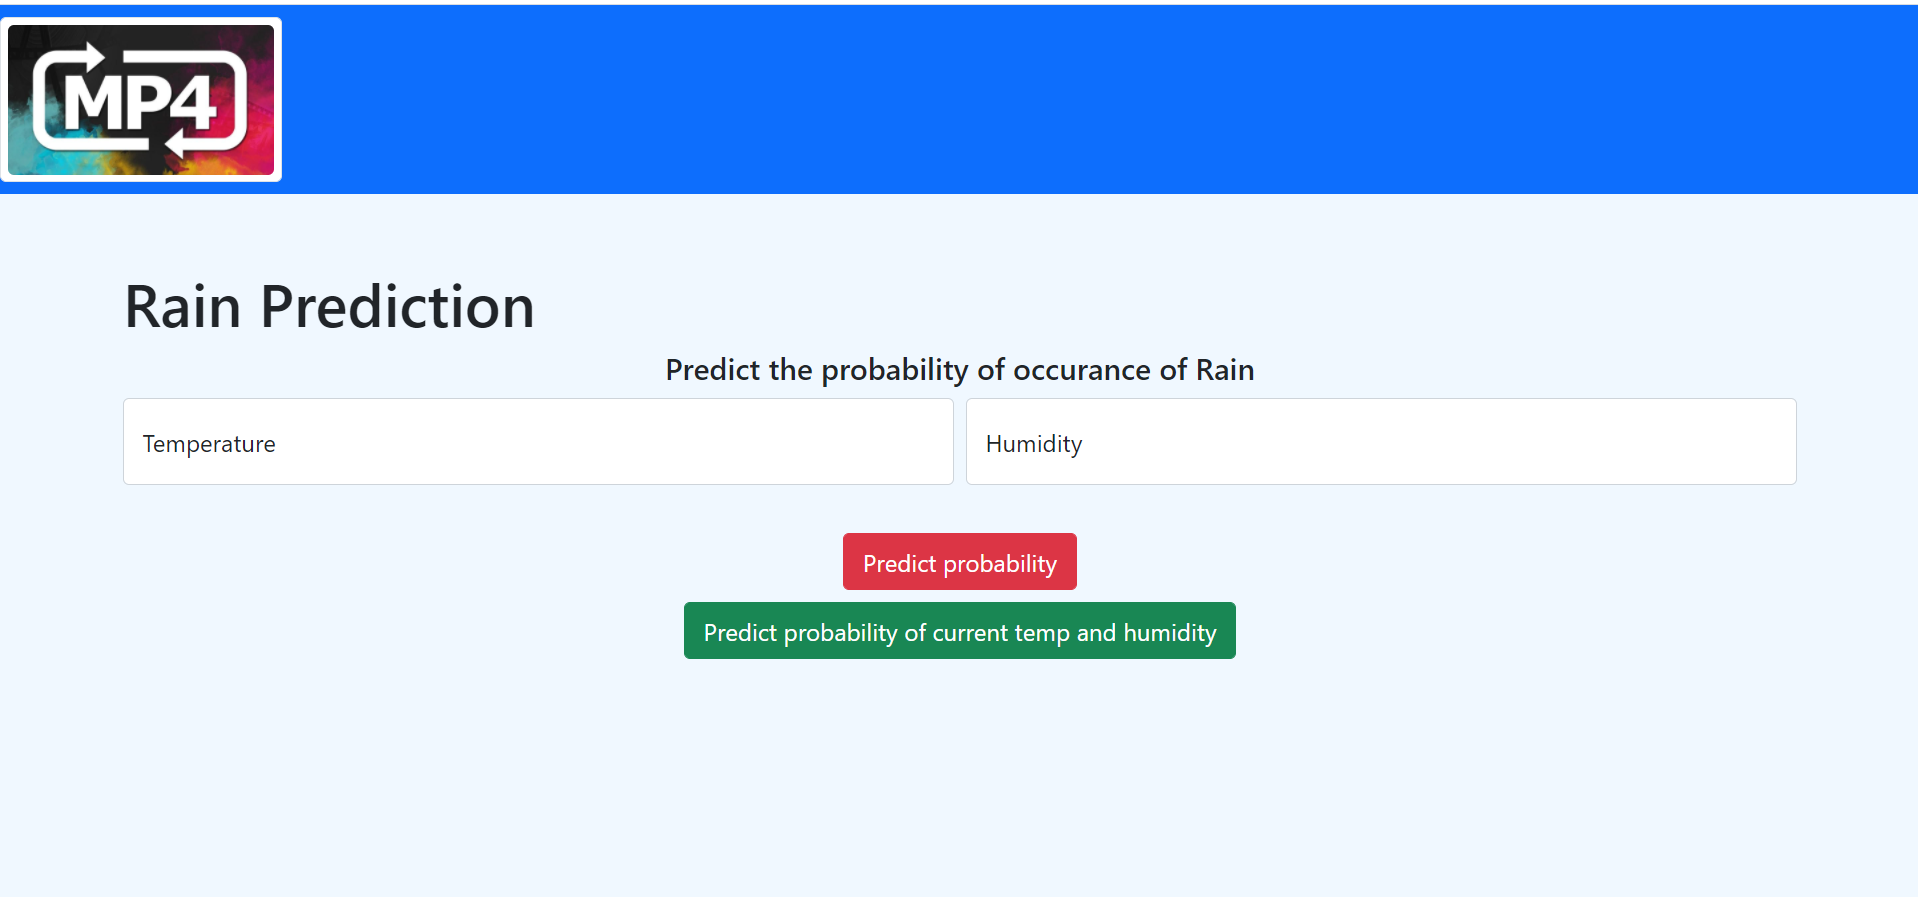 MP4
Rain Prediction
Predict the probability of occurance of Rain
Temperature
Humidity
Predict probability
Predict probability of current temp and humidity